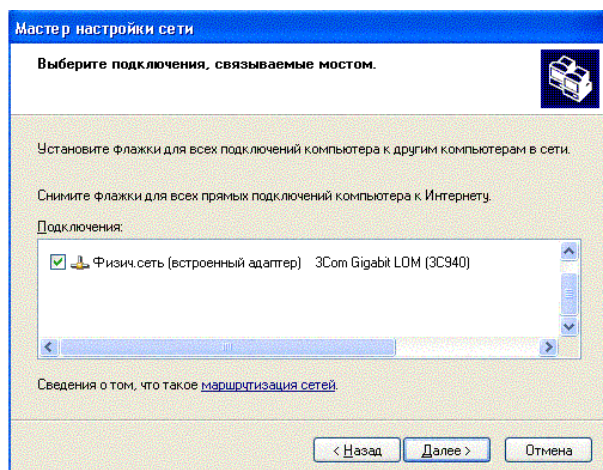 Мастер настройки сети
Выберите подключения, связываемые мостом.
Установите флажки для всех подключений компьютера к другим компьютерам в сети.
Снимите флажки для всех прямых подключений компьютера к Интернету.
Подключения:
Физич.сеть (встроенный адаптер) 3Com Gigabit LOM (3C940)
Сведения о том, что такое маршрутизация сетей.
< Назад Далее > Отмена